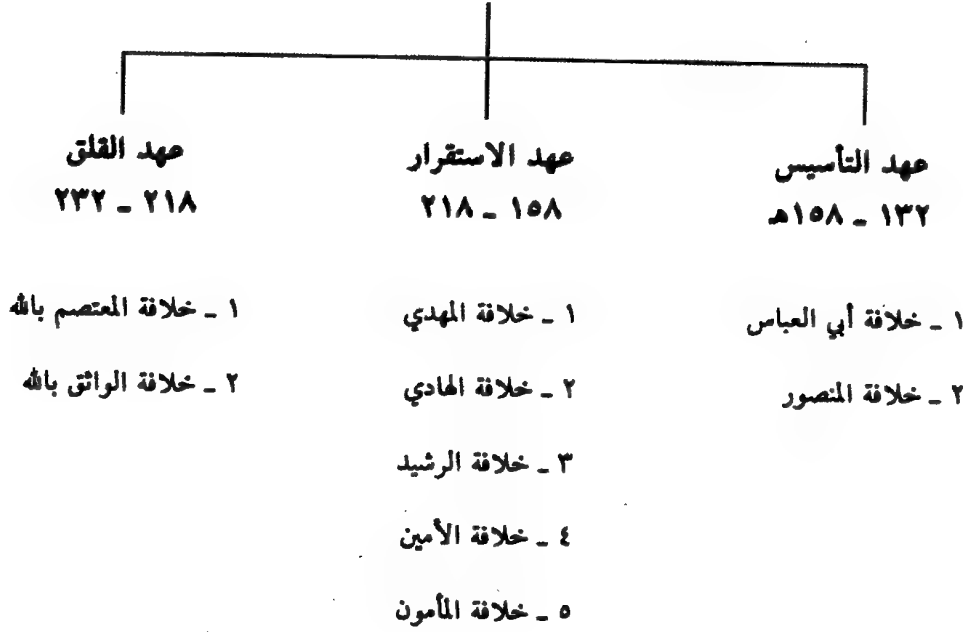 عهد التأسيس
١٣٢ ـ ١٥٨هـ
١ ـ خلافة أبي العباس
٢ ـ خلافة المنصور
عهد الاستقرار
١٥٨ ـ ٢١٨
١ ـ خلافة المهدي
٢ ـ خلافة الهادي
٣ ـ خلافة الرشيد
٤ ـ خلافة الأمين
٥ ـ خلافة المأمون
عهد القلق
٢١٨ ـ ٢٣٢
١ ـ خلافة المعتصم بالله
٢ ـ خلافة الواثق بالله